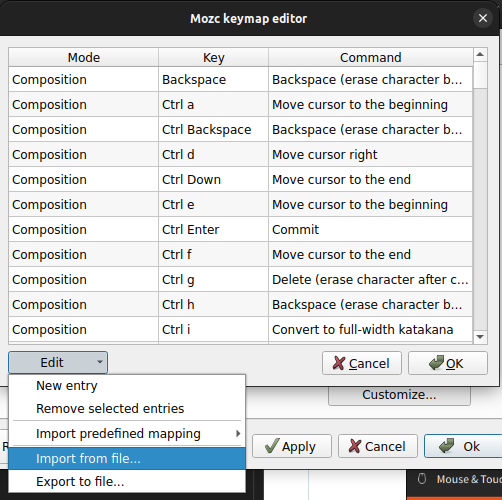 Mozc keymap editor
Mode Key Command
Composition Backspace Backspace (erase character b...
Composition Ctrl a Move cursor to the beginning
Composition Ctrl Backspace Backspace (erase character b...
Composition Ctrl d Move cursor right
Composition Ctrl Down Move cursor to the end
Composition Ctrl e Move cursor to the beginning
Composition Ctrl Enter Commit
Composition Ctrl f Move cursor to the end
Composition Ctrl g Delete (erase character after c...
Composition Ctrl h Backspace (erase character b...
Composition Ctrl i Convert to full-width katakana
Edit Cancel OK
New entry
Customize...
Remove selected entries
Import predefined mapping
Apply Cancel Ok
Import from file...
Export to file...
Mouse & Tou